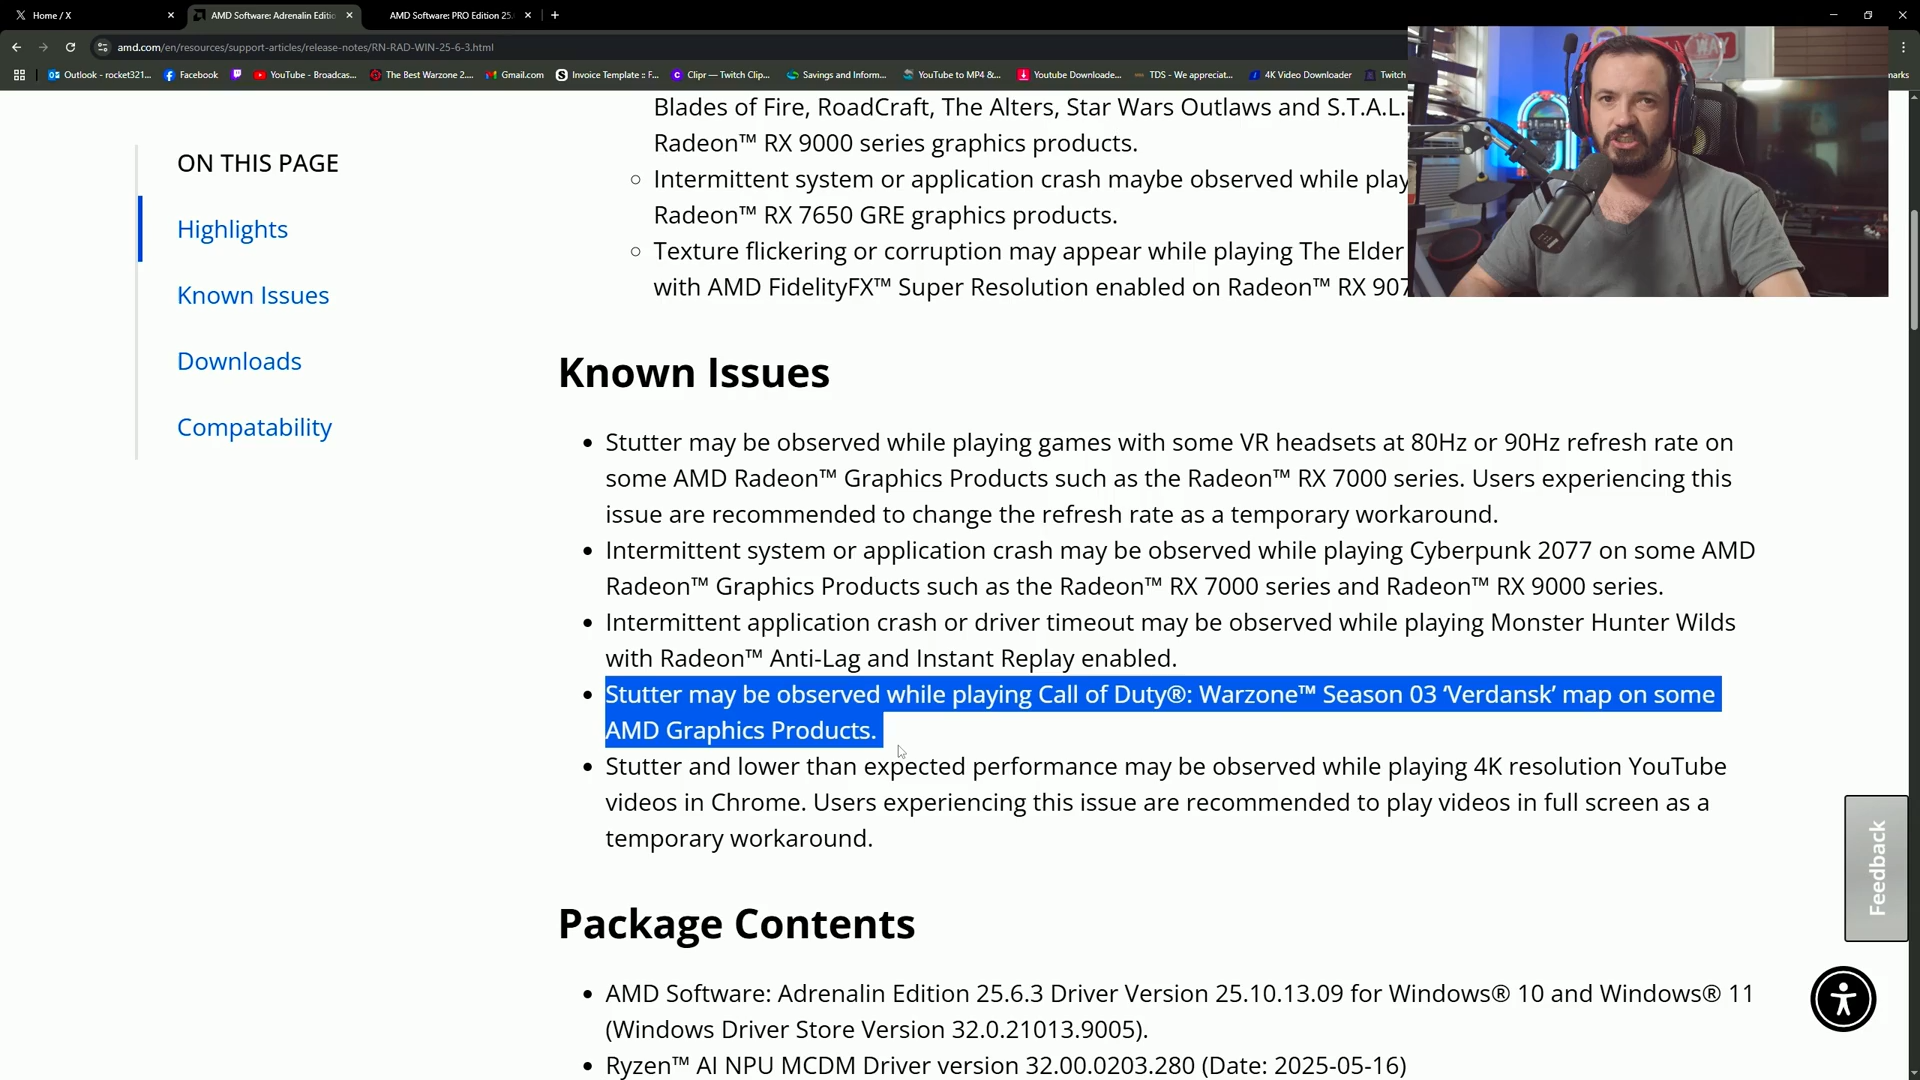 Home / X
AMD Software: Adrenalin Editio
AMD Software: PRO Edition 25.
amd.com/en/resources/support-articles/release-notes/RN-RAD-WIN-25-6-3.html
Outlook - rocket321...
Facebook
YouTube - Broadcas...
The Best Warzone 2....
Gmail.com
Invoice Template :: F...
Clipr — Twitch Clip...
Savings and Inform...
YouTube to MP4 &...
Youtube Downloade...
TDS - We appreciat...
4K Video Downloader
Twitch
marks
WAY
ON THIS PAGE
Highlights
Known Issues
Downloads
Compatability
Blades of Fire, RoadCraft, The Alters, Star Wars Outlaws and S.T.A.L.
Radeon™ RX 9000 series graphics products.
Intermittent system or application crash maybe observed while play
Radeon™ RX 7650 GRE graphics products.
Texture flickering or corruption may appear while playing The Elder
with AMD FidelityFX™ Super Resolution enabled on Radeon™ RX 907
Known Issues
Stutter may be observed while playing games with some VR headsets at 80Hz or 90Hz refresh rate on
some AMD Radeon™ Graphics Products such as the Radeon™ RX 7000 series. Users experiencing this
issue are recommended to change the refresh rate as a temporary workaround.
Intermittent system or application crash may be observed while playing Cyberpunk 2077 on some AMD
Radeon™ Graphics Products such as the Radeon™ RX 7000 series and Radeon™ RX 9000 series.
Intermittent application crash or driver timeout may be observed while playing Monster Hunter Wilds
with Radeon™ Anti-Lag and Instant Replay enabled.
Stutter may be observed while playing Call of Duty®: Warzone™ Season 03 ‘Verdansk’ map on some
AMD Graphics Products.
Stutter and lower than expected performance may be observed while playing 4K resolution YouTube
videos in Chrome. Users experiencing this issue are recommended to play videos in full screen as a
temporary workaround.
Feedback
Package Contents
AMD Software: Adrenalin Edition 25.6.3 Driver Version 25.10.13.09 for Windows® 10 and Windows® 11
(Windows Driver Store Version 32.0.21013.9005).
Ryzen™ AI NPU MCDM Driver version 32.00.0203.280 (Date: 2025-05-16)